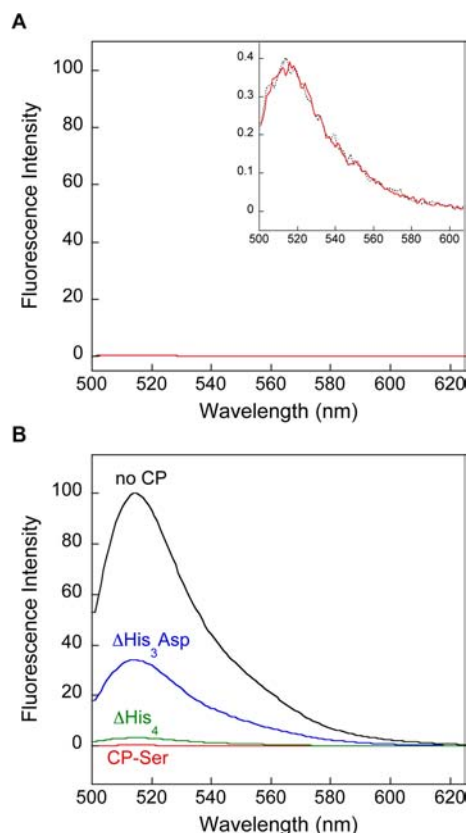 A
Fluorescence Intensity
100
80
60
40
20
0
0.4
0.3
0.2
0.1
0
500 520 540 560 580 600
500 520 540 560 580 600 620
Wavelength (nm)
B
Fluorescence Intensity
100
80
60
40
20
0
no CP
ΔHis₃Asp
ΔHis₄
CP-Ser
500 520 540 560 580 600 620
Wavelength (nm)